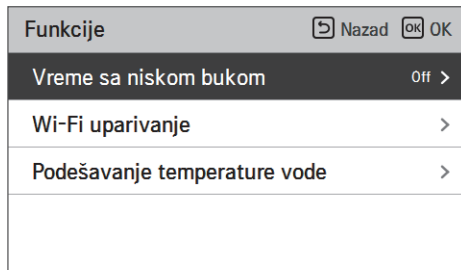 Funkcije Nazad OK OK
Vreme sa niskom bukom Off >
Wi-Fi uparivanje >
Podešavanje temperature vode >